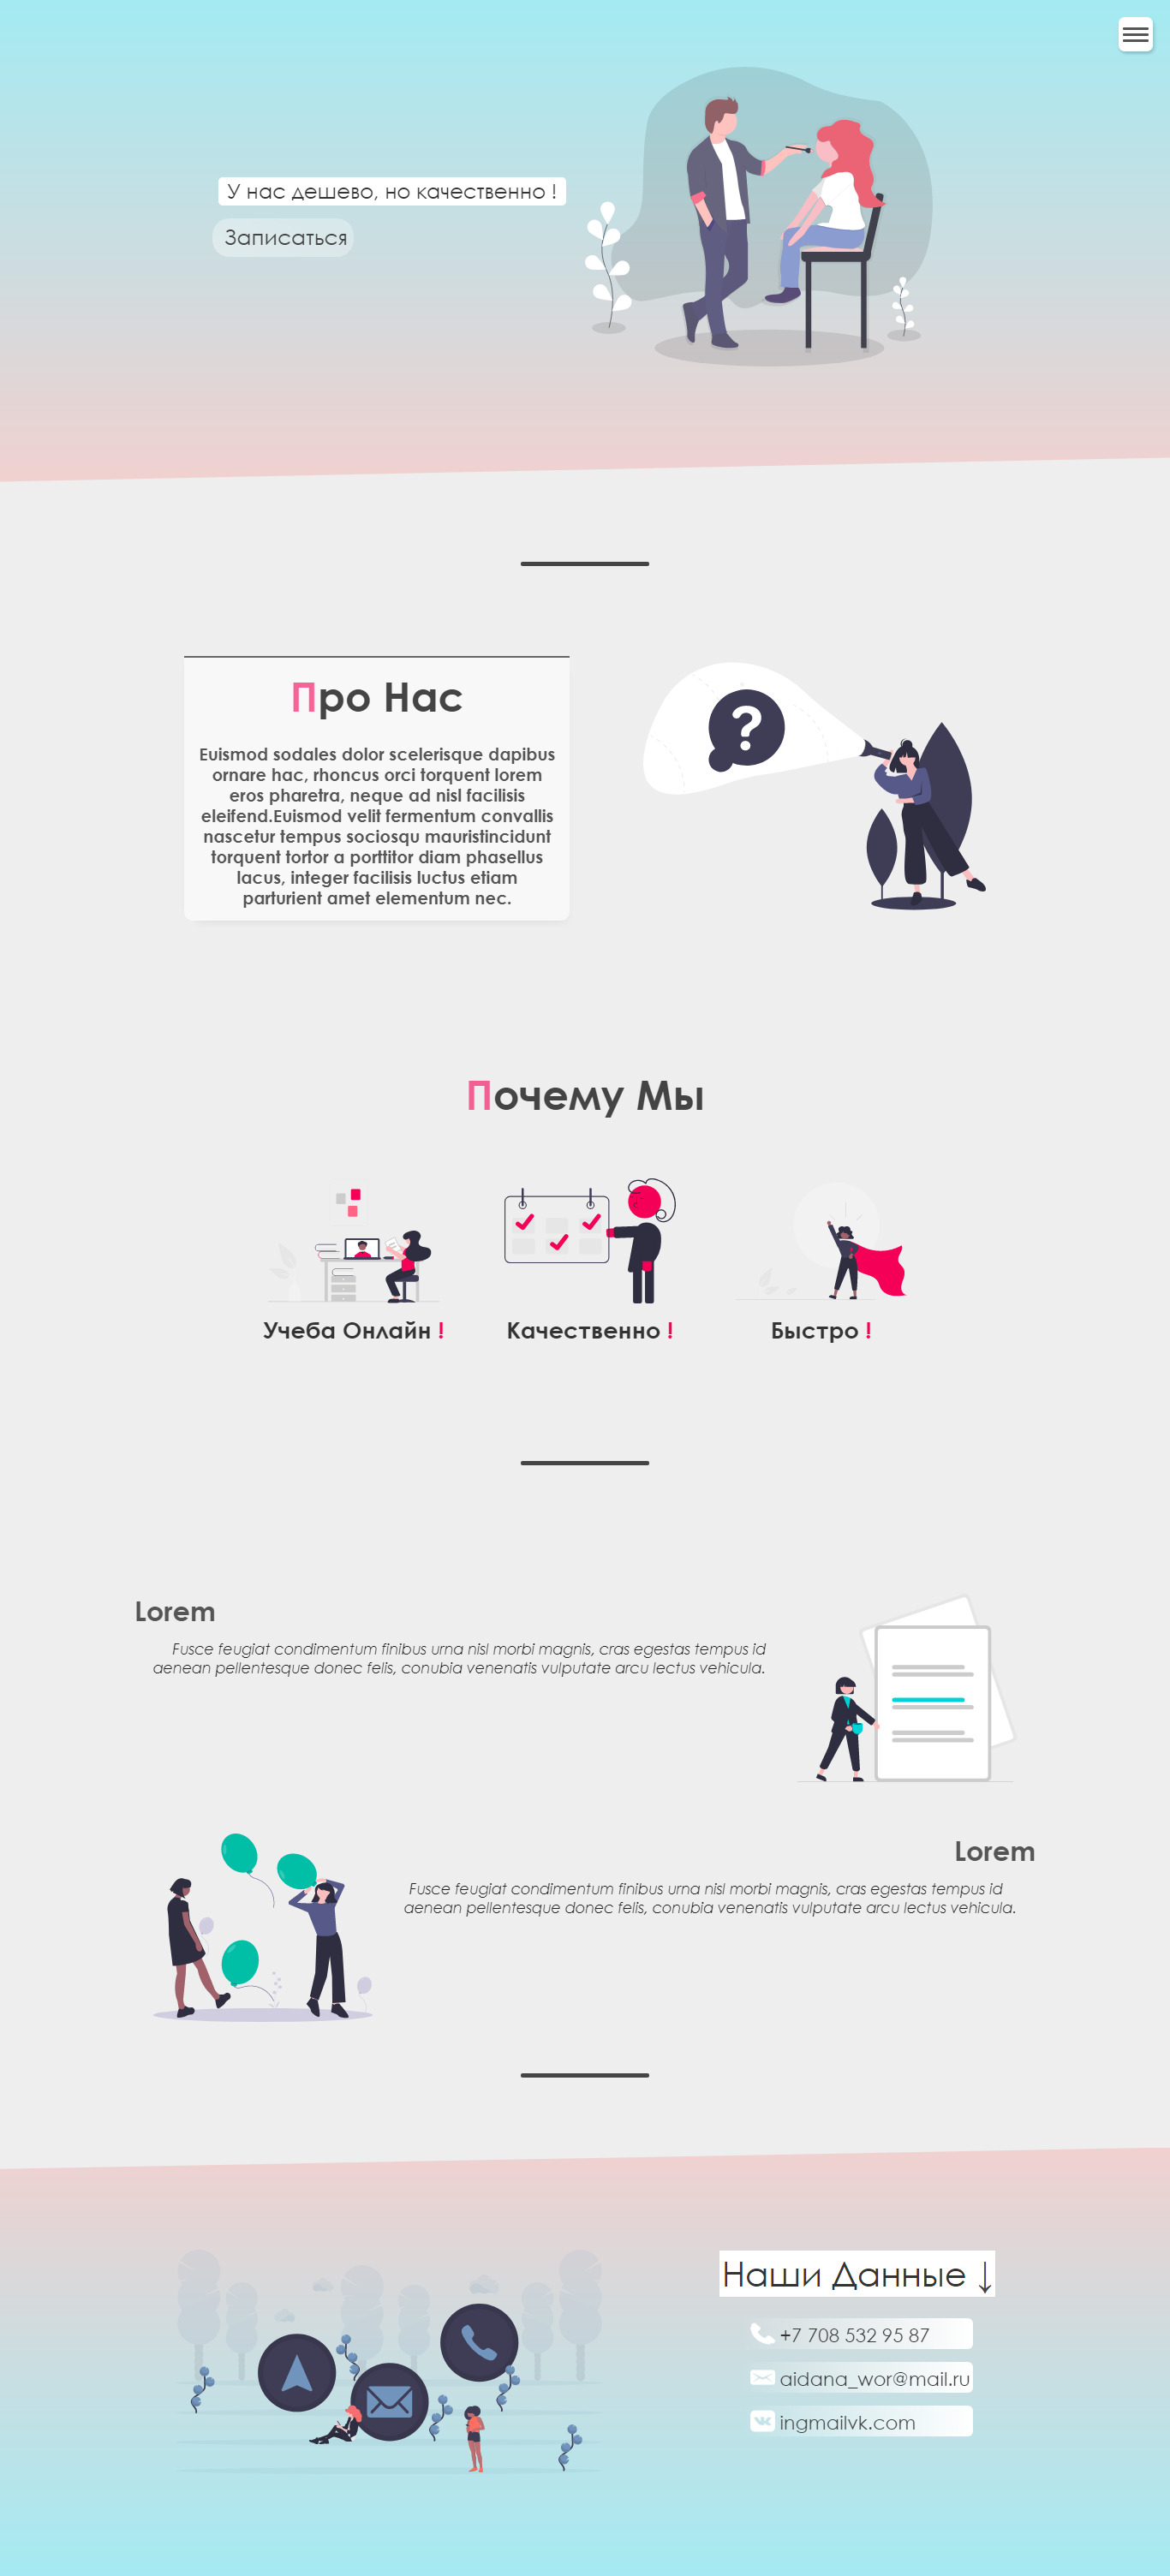 У нас дешево, но качественно !
Записаться
Про Нас
Euismod sodales dolor scelerisque dapibus
ornare hac, rhoncus orci torquent lorem
eros pharetra, neque ad nisl facilisis
eleifend.Euismod velit fermentum convallis
nascetur tempus sociosqu mauristincidunt
torquent tortor a porttitor diam phasellus
lacus, integer facilisis luctus etiam
parturient amet elementum nec.
?
Почему Мы
Учеба Онлайн !
Качественно !
Быстро !
Lorem
Fusce feugiat condimentum finibus urna nisl morbi magnis, cras egestas tempus id
aenean pellentesque donec felis, conubia venenatis vulputate arcu lectus vehicula.
Lorem
Fusce feugiat condimentum finibus urna nisl morbi magnis, cras egestas tempus id
aenean pellentesque donec felis, conubia venenatis vulputate arcu lectus vehicula.
Наши Данные ↓
+7 708 532 95 87
aidana_wor@mail.ru
ingmailvk.com